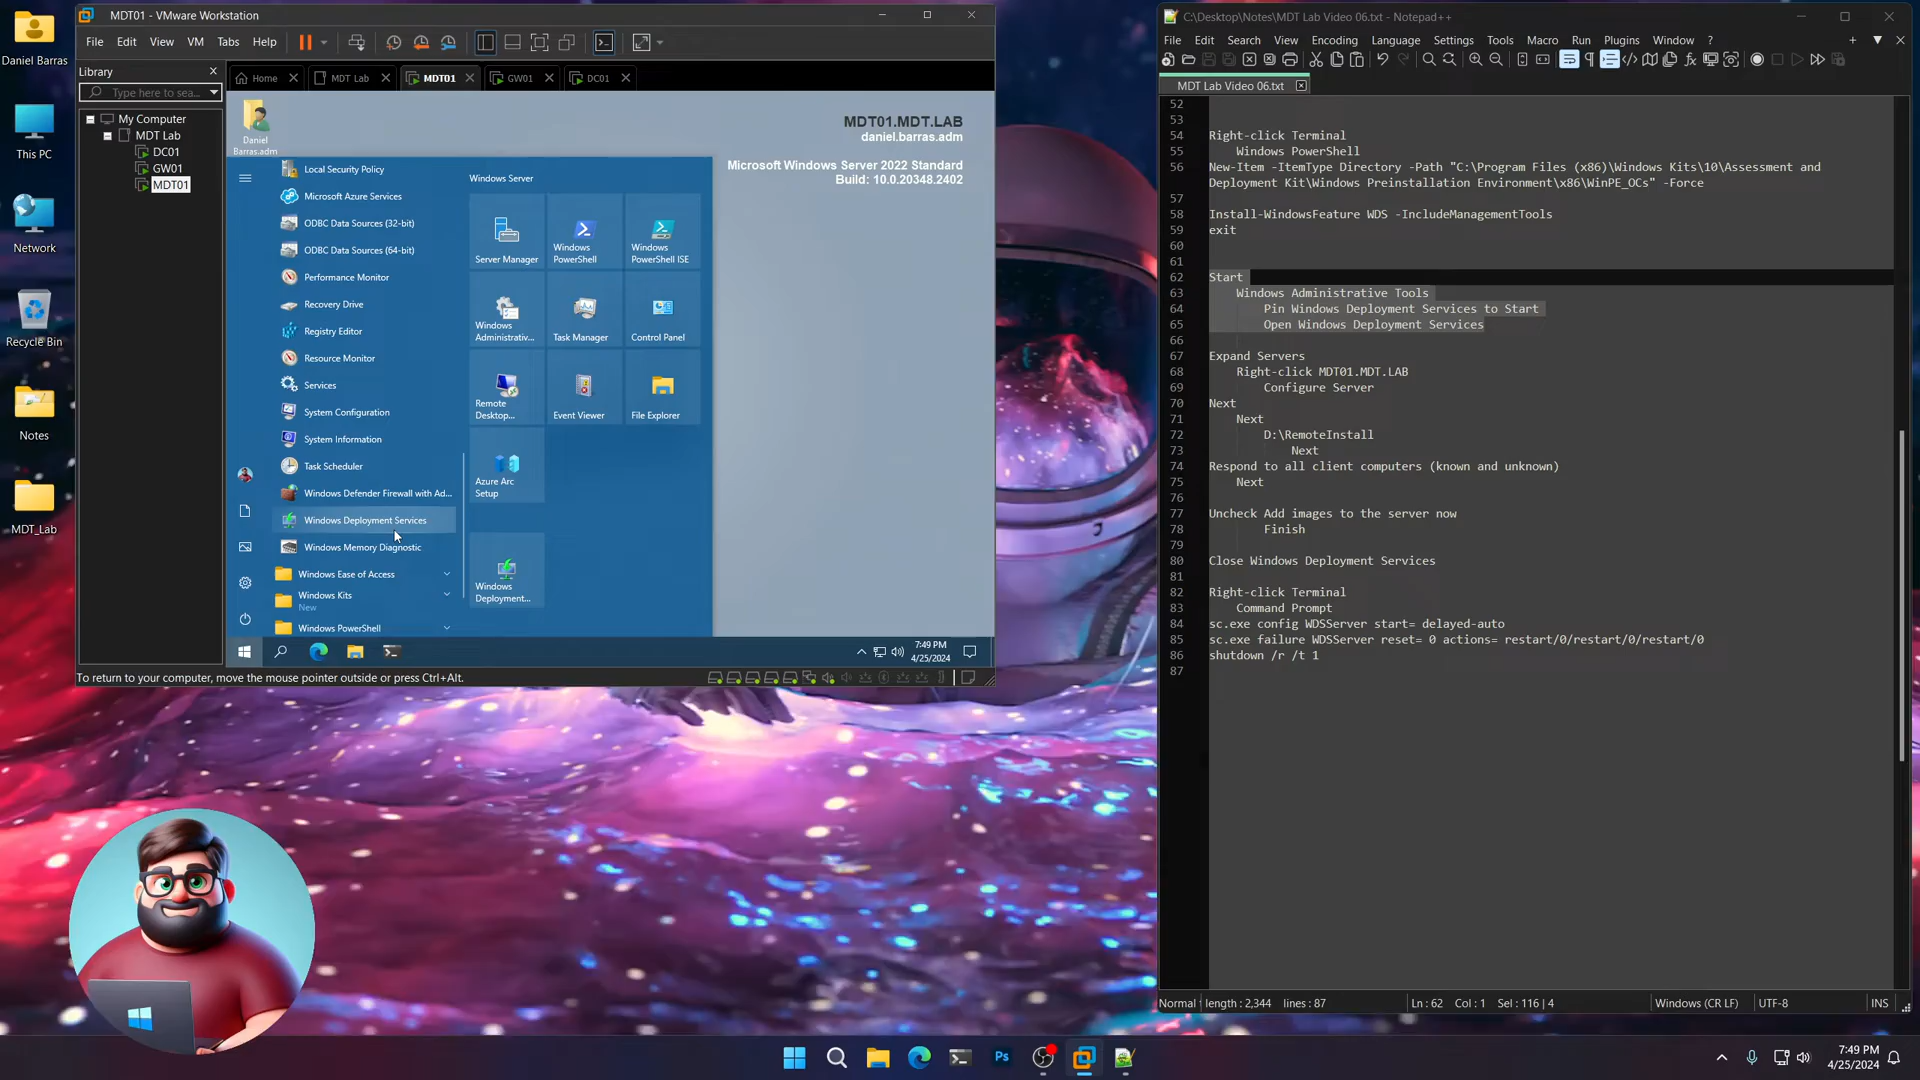 Daniel Barras
This PC
Network
Recycle Bin
Notes
MDT_Lab
MDT01 - VMware Workstation
File Edit View VM Tabs Help
Library
Type here to sea...
My Computer
MDT Lab
DC01
GW01
MDT01
Home
MDT Lab
MDT01
GW01
DC01
Daniel
Barras.adm
MDT01.MDT.LAB
daniel.barras.adm
Microsoft Windows Server 2022 Standard
Build: 10.0.20348.2402
Local Security Policy
Microsoft Azure Services
ODBC Data Sources (32-bit)
ODBC Data Sources (64-bit)
Performance Monitor
Recovery Drive
Registry Editor
Resource Monitor
Services
System Configuration
System Information
Task Scheduler
Windows Defender Firewall with Ad...
Windows Deployment Services
Windows Memory Diagnostic
Windows Ease of Access
Windows Kits
New
Windows PowerShell
Windows Server
Server Manager
Windows
PowerShell
Windows
PowerShell ISE
Windows
Administrativ...
Task Manager
Control Panel
Remote
Desktop...
Event Viewer
File Explorer
Azure Arc
Setup
Windows
Deployment...
7:49 PM
4/25/2024
To return to your computer, move the mouse pointer outside or press Ctrl+Alt.
C:\Desktop\Notes\MDT Lab Video 06.txt - Notepad++
File Edit Search View Encoding Language Settings Tools Macro Run Plugins Window ?
MDT Lab Video 06.txt
52
53
54 Right-click Terminal
55 Windows PowerShell
56 New-Item -ItemType Directory -Path "C:\Program Files (x86)\Windows Kits\10\Assessment and
Deployment Kit\Windows Preinstallation Environment\x86\WinPE_OCs" -Force
57
58 Install-WindowsFeature WDS -IncludeManagementTools
59 exit
60
61
62 Start
63 Windows Administrative Tools
64 Pin Windows Deployment Services to Start
65 Open Windows Deployment Services
66
67 Expand Servers
68 Right-click MDT01.MDT.LAB
69 Configure Server
70 Next
71 Next
72 D:\RemoteInstall
73 Next
74 Respond to all client computers (known and unknown)
75 Next
76
77 Uncheck Add images to the server now
78 Finish
79
80 Close Windows Deployment Services
81
82 Right-click Terminal
83 Command Prompt
84 sc.exe config WDSServer start= delayed-auto
85 sc.exe failure WDSServer reset= 0 actions= restart/0/restart/0/restart/0
86 shutdown /r /t 1
87
Normal length : 2,344 lines : 87 Ln : 62 Col : 1 Sel : 116 | 4 Windows (CR LF) UTF-8 INS
Ps
7:49 PM
4/25/2024